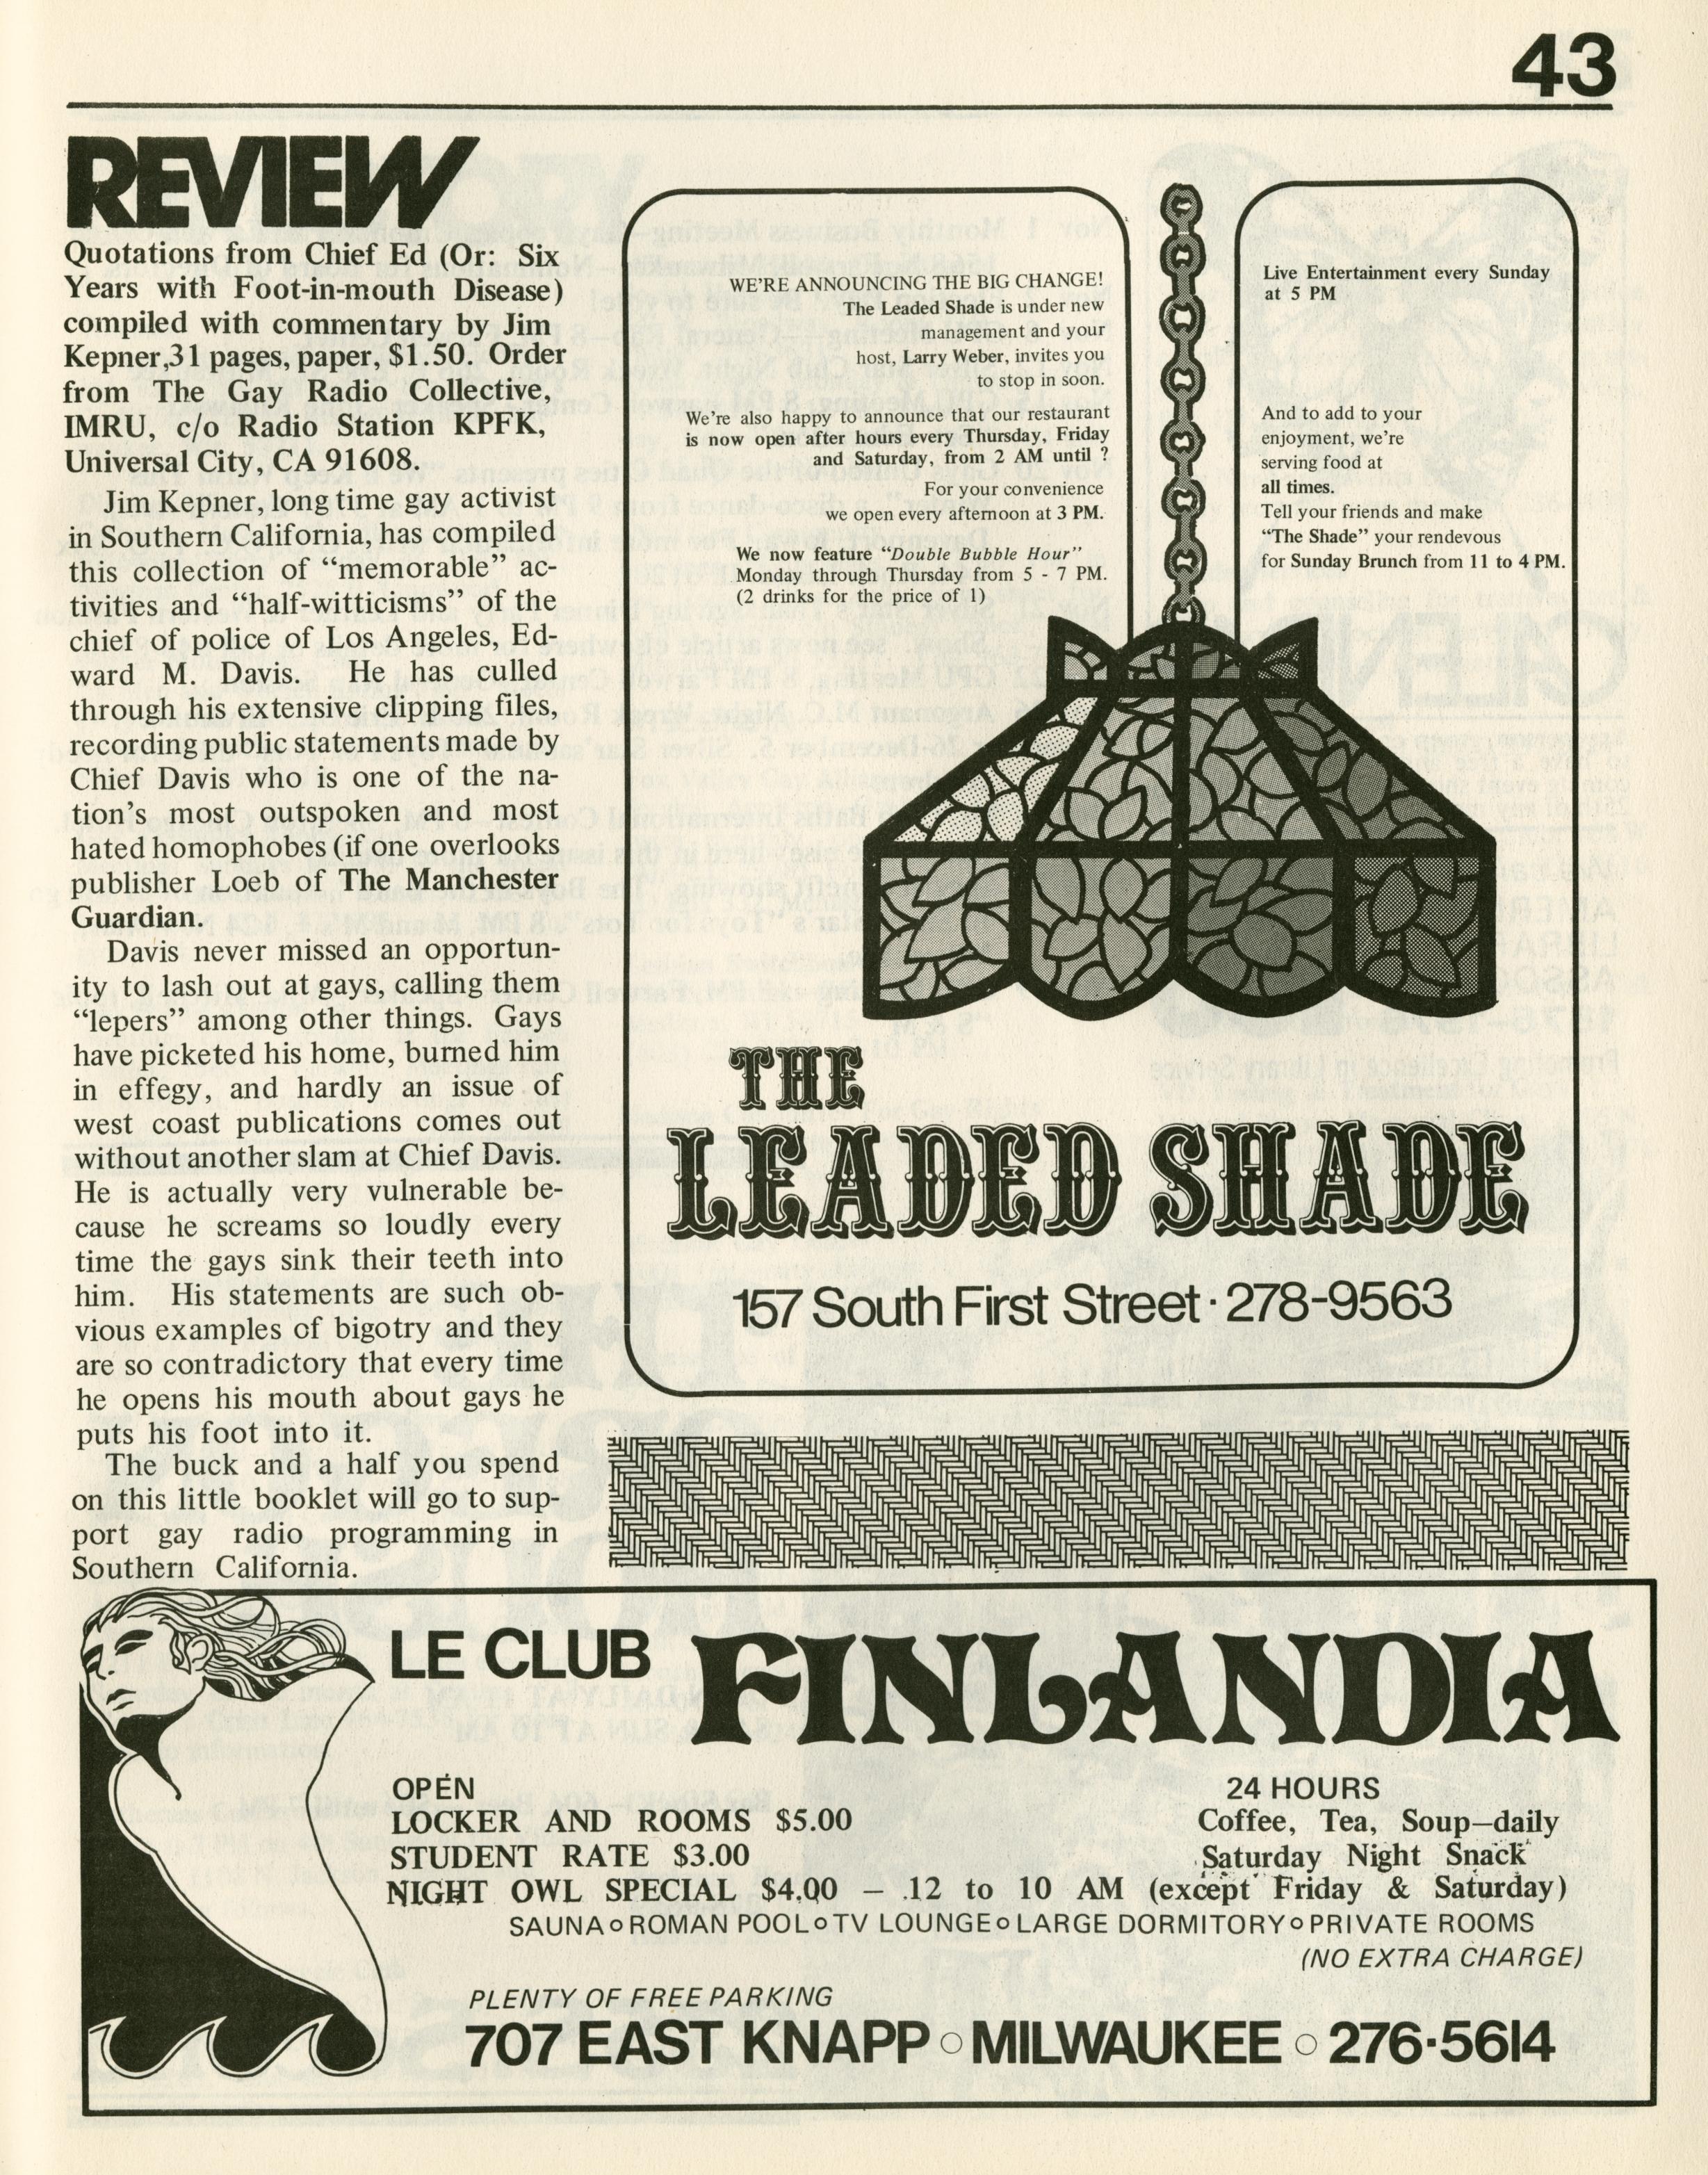 43
REVIEW
Quotations from Chief Ed (Or: Six
Years with Foot-in-mouth Disease)
compiled with commentary by Jim
Kepner,31 pages, paper, $1.50. Order
from The Gay Radio Collective,
IMRU, c/o Radio Station KPFK,
Universal City, CA 91608.
Jim Kepner, long time gay activist
in Southern California, has compiled
this collection of “memorable” ac-
tivities and “half-witticisms” of the
chief of police of Los Angeles, Ed-
ward M. Davis. He has culled
through his extensive clipping files,
recording public statements made by
Chief Davis who is one of the na-
tion’s most outspoken and most
hated homophobes (if one overlooks
publisher Loeb of The Manchester
Guardian.
Davis never missed an opportun-
ity to lash out at gays, calling them
“lepers” among other things. Gays
have picketed his home, burned him
in effegy, and hardly an issue of
west coast publications comes out
without another slam at Chief Davis.
He is actually very vulnerable be-
cause he screams so loudly every
time the gays sink their teeth into
him. His statements are such ob-
vious examples of bigotry and they
are so contradictory that every time
he opens his mouth about gays he
puts his foot into it.
The buck and a half you spend
on this little booklet will go to sup-
port gay radio programming in
Southern California.
WE’RE ANNOUNCING THE BIG CHANGE!
The Leaded Shade is under new
management and your
host, Larry Weber, invites you
to stop in soon.
We’re also happy to announce that our restaurant
is now open after hours every Thursday, Friday
and Saturday, from 2 AM until ?
For your convenience
we open every afternoon at 3 PM.
We now feature “Double Bubble Hour”
Monday through Thursday from 5 - 7 PM.
(2 drinks for the price of 1)
Live Entertainment every Sunday
at 5 PM
And to add to your
enjoyment, we’re
serving food at
all times.
Tell your friends and make
“The Shade” your rendevous
for Sunday Brunch from 11 to 4 PM.
THE
LEADED SHADE
157 South First Street · 278-9563
LE CLUB FINLANDIA
OPEN 24 HOURS
LOCKER AND ROOMS $5.00 Coffee, Tea, Soup—daily
STUDENT RATE $3.00 Saturday Night Snack
NIGHT OWL SPECIAL $4.00 — 12 to 10 AM (except Friday & Saturday)
SAUNA o ROMAN POOL o TV LOUNGE o LARGE DORMITORY o PRIVATE ROOMS
(NO EXTRA CHARGE)
PLENTY OF FREE PARKING
707 EAST KNAPP o MILWAUKEE o 276·5614